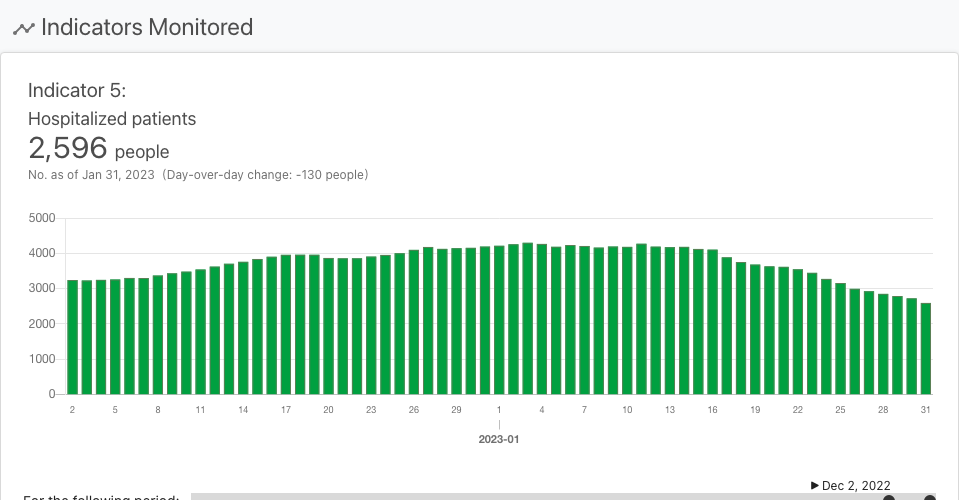 Indicators Monitored
Indicator 5:
Hospitalized patients
2,596 people
No. as of Jan 31, 2023 (Day-over-day change: -130 people)
5000
4000
3000
2000
1000
0
2 5 8 11 14 17 20 23 26 29 1 4 7 10 13 16 19 22 25 28 31
2023-01
▶ Dec 2, 2022
For the following period: